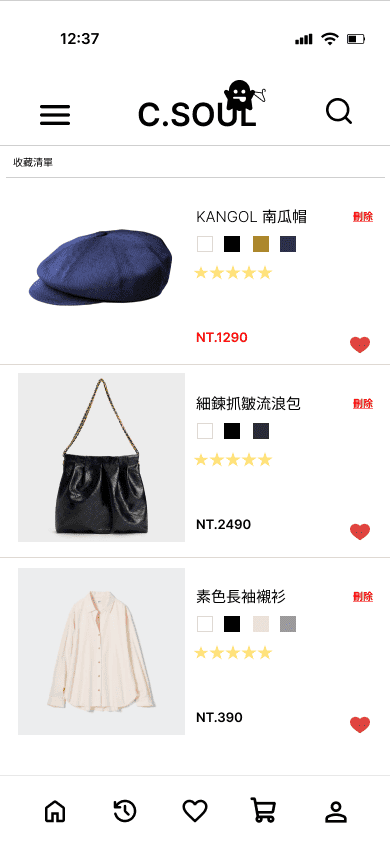 12:37
C.SOUL
收藏清單
KANGOL 南瓜帽
刪除
NT.1290
細鍊抓皺流浪包
刪除
NT.2490
素色長袖襯衫
刪除
NT.390